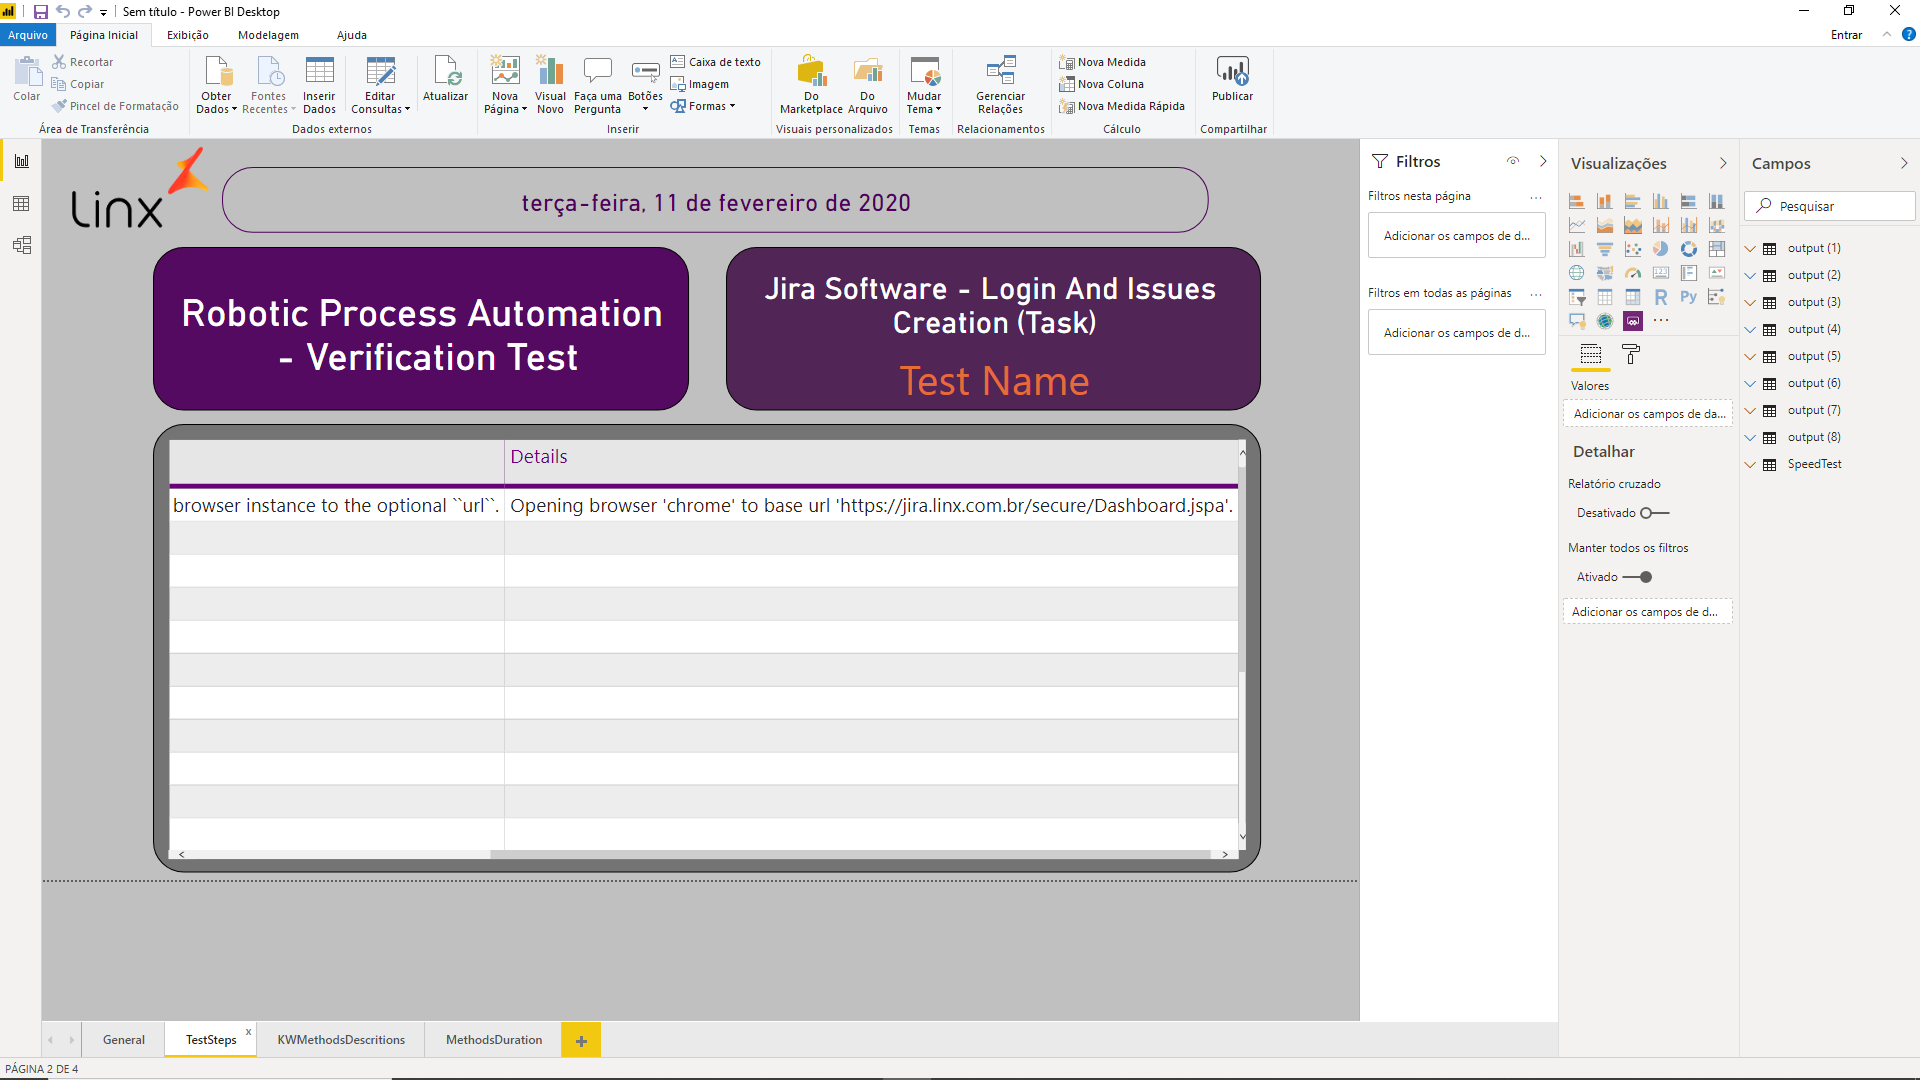 Sem título - Power BI Desktop
Arquivo
Página Inicial
Exibição
Modelagem
Ajuda
Entrar
?
Colar
Recortar
Copiar
Pincel de Formatação
Área de Transferência
Obter Dados
Fontes Recentes
Inserir Dados
Editar Consultas
Atualizar
Dados externos
Nova Página
Visual Novo
Faça uma Pergunta
Botões
Caixa de texto
Imagem
Formas
Inserir
Do Marketplace
Do Arquivo
Visuais personalizados
Mudar Tema
Temas
Gerenciar Relações
Relacionamentos
Nova Medida
Nova Coluna
Nova Medida Rápida
Cálculo
Publicar
Compartilhar
Linx
terça-feira, 11 de fevereiro de 2020
Robotic Process Automation
- Verification Test
Jira Software - Login And Issues
Creation (Task)
Test Name
Details
browser instance to the optional ``url``.
Opening browser 'chrome' to base url 'https://jira.linx.com.br/secure/Dashboard.jspa'.
Filtros
Filtros nesta página
...
Adicionar os campos de d...
Filtros em todas as páginas
...
Adicionar os campos de d...
Visualizações
R
Py
...
Valores
Adicionar os campos de da...
Detalhar
Relatório cruzado
Desativado
Manter todos os filtros
Ativado
Adicionar os campos de d...
Campos
Pesquisar
output (1)
output (2)
output (3)
output (4)
output (5)
output (6)
output (7)
output (8)
SpeedTest
General
TestSteps
x
KWMethodsDescritions
MethodsDuration
+
PÁGINA 2 DE 4